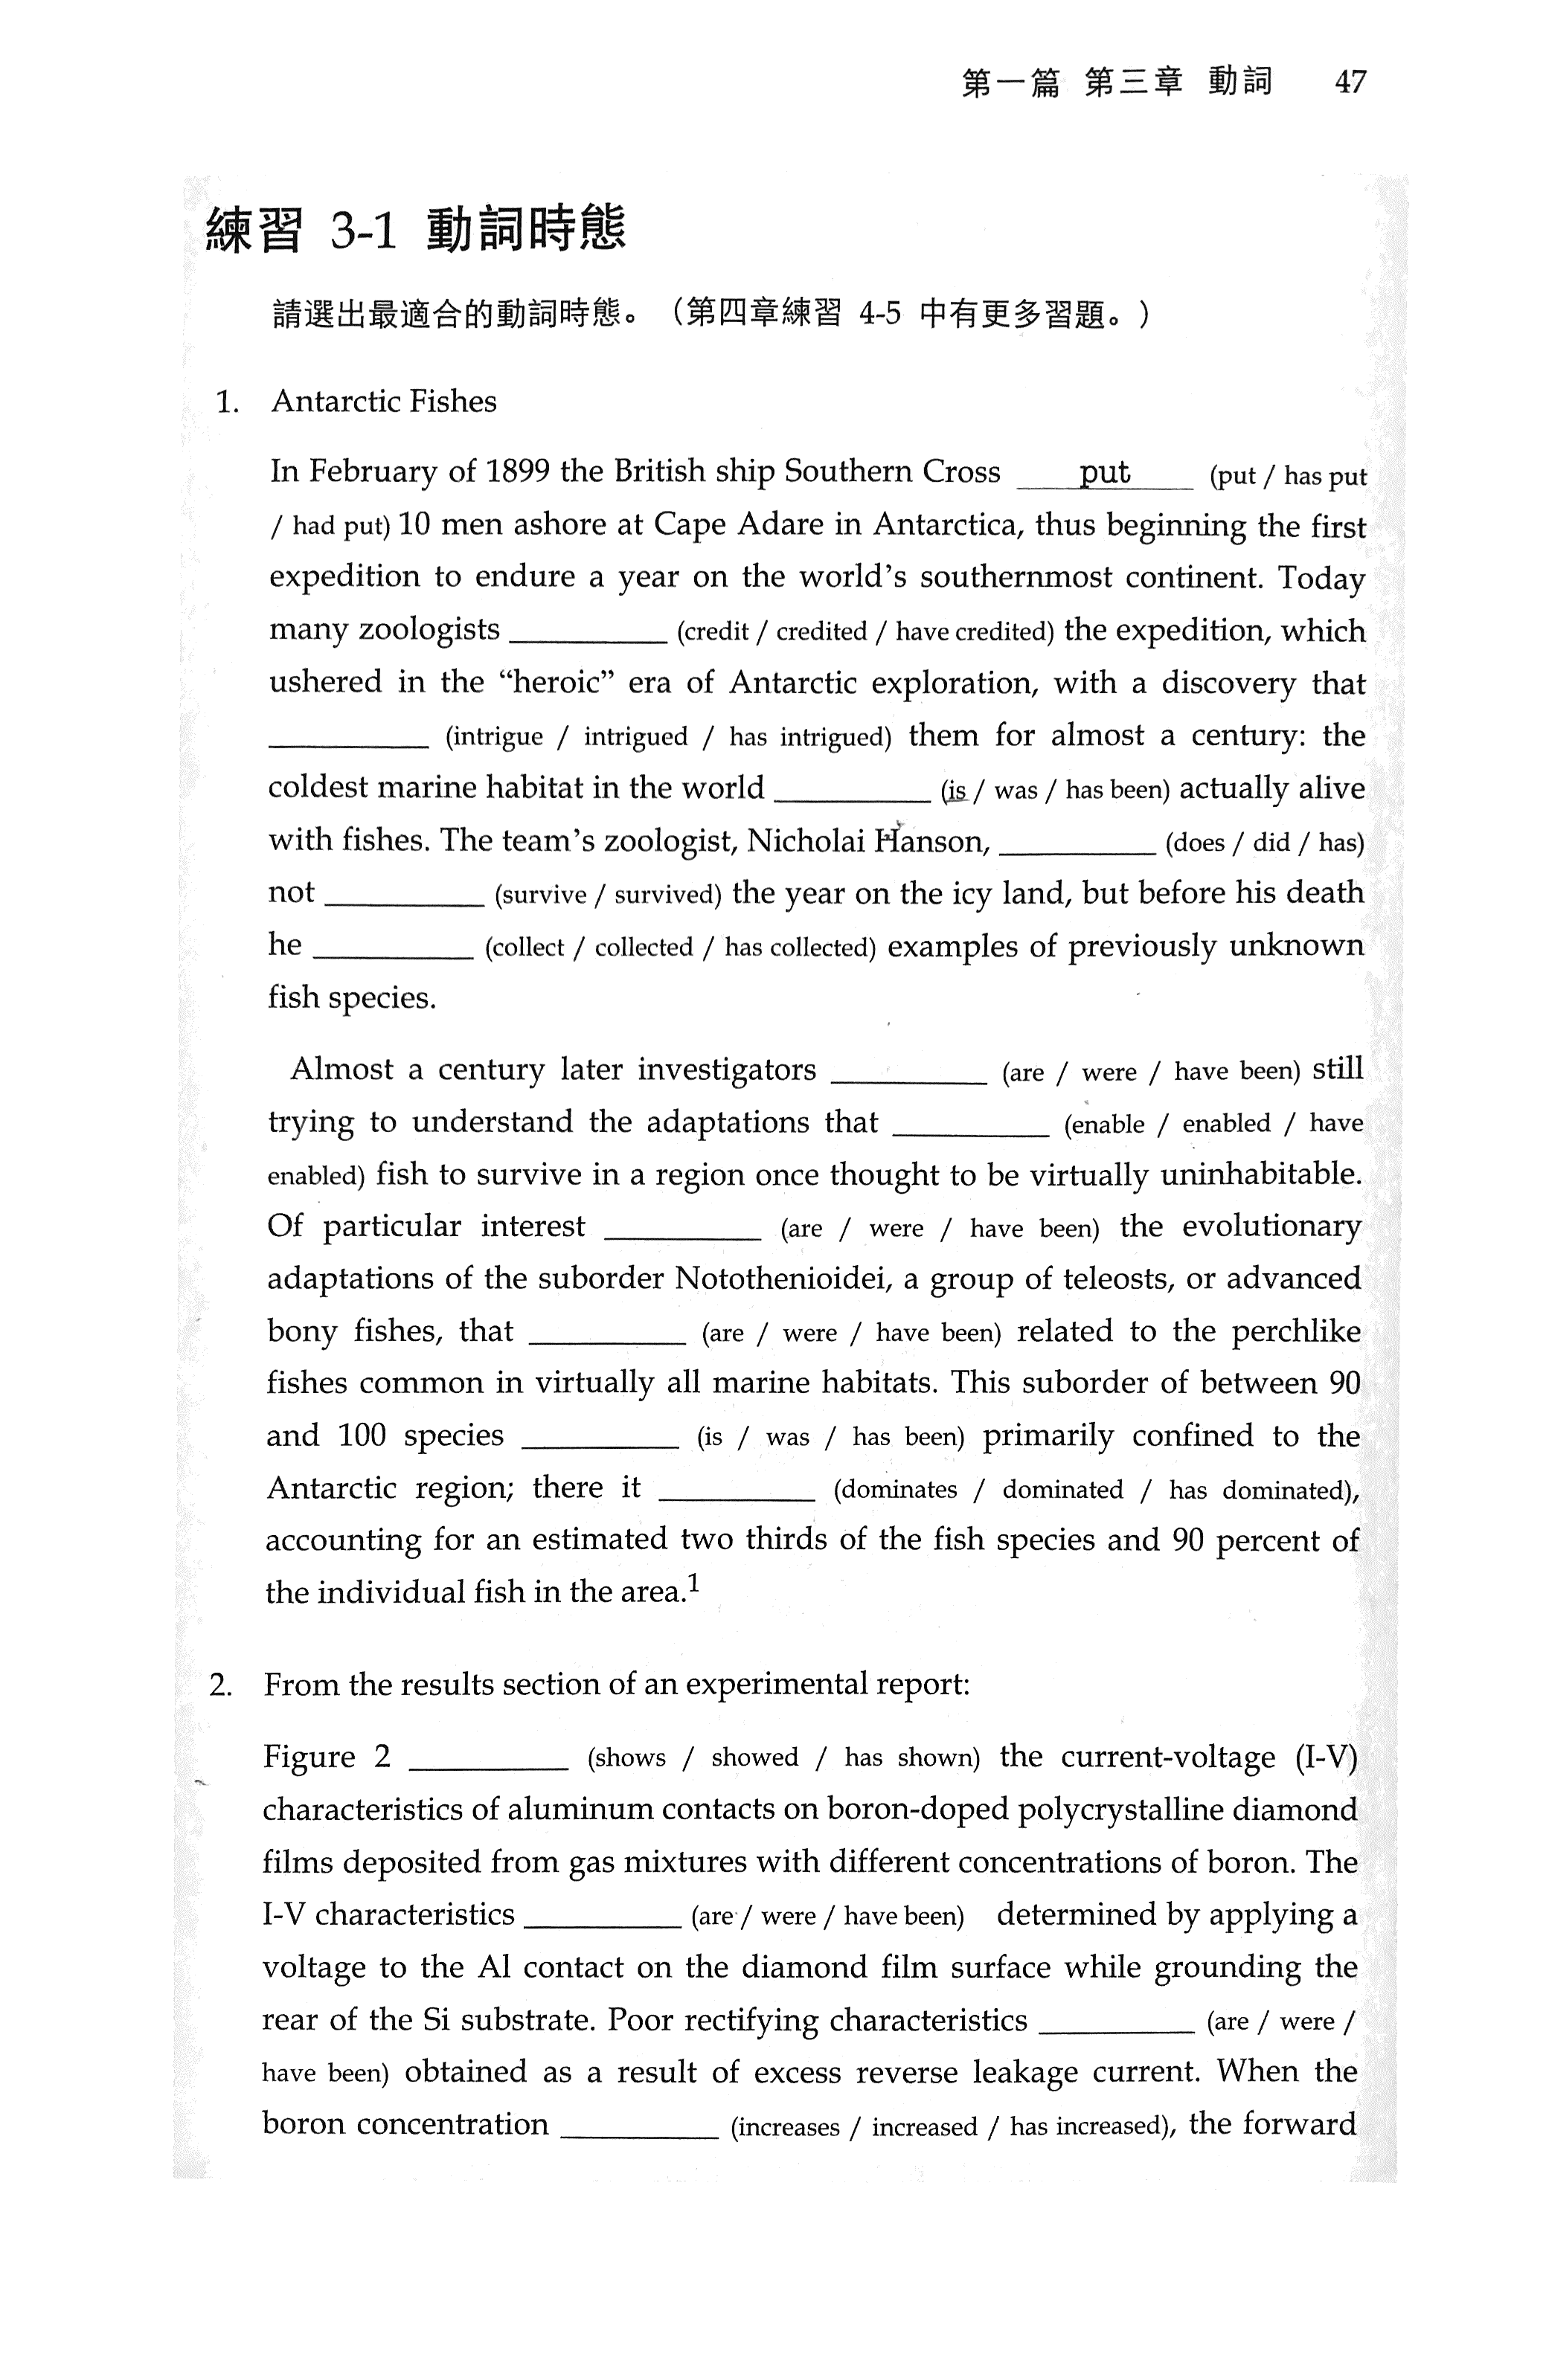 第一篇 第三章 動詞 47
練習 3-1 動詞時態
請選出最適合的動詞時態。（第四章練習 4-5 中有更多習題。）
1. Antarctic Fishes
In February of 1899 the British ship Southern Cross put (put / has put
/ had put) 10 men ashore at Cape Adare in Antarctica, thus beginning the first
expedition to endure a year on the world's southernmost continent. Today
many zoologists __________ (credit / credited / have credited) the expedition, which
ushered in the “heroic” era of Antarctic exploration, with a discovery that
__________ (intrigue / intrigued / has intrigued) them for almost a century: the
coldest marine habitat in the world __________ (is / was / has been) actually alive
with fishes. The team's zoologist, Nicholai Hanson, __________ (does / did / has)
not __________ (survive / survived) the year on the icy land, but before his death
he __________ (collect / collected / has collected) examples of previously unknown
fish species.
Almost a century later investigators __________ (are / were / have been) still
trying to understand the adaptations that __________ (enable / enabled / have
enabled) fish to survive in a region once thought to be virtually uninhabitable.
Of particular interest __________ (are / were / have been) the evolutionary
adaptations of the suborder Notothenioidei, a group of teleosts, or advanced
bony fishes, that __________ (are / were / have been) related to the perchlike
fishes common in virtually all marine habitats. This suborder of between 90
and 100 species __________ (is / was / has been) primarily confined to the
Antarctic region; there it __________ (dominates / dominated / has dominated),
accounting for an estimated two thirds of the fish species and 90 percent of
the individual fish in the area.1
2. From the results section of an experimental report:
Figure 2 __________ (shows / showed / has shown) the current-voltage (I-V)
characteristics of aluminum contacts on boron-doped polycrystalline diamond
films deposited from gas mixtures with different concentrations of boron. The
I-V characteristics __________ (are / were / have been) determined by applying a
voltage to the Al contact on the diamond film surface while grounding the
rear of the Si substrate. Poor rectifying characteristics __________ (are / were /
have been) obtained as a result of excess reverse leakage current. When the
boron concentration __________ (increases / increased / has increased), the forward